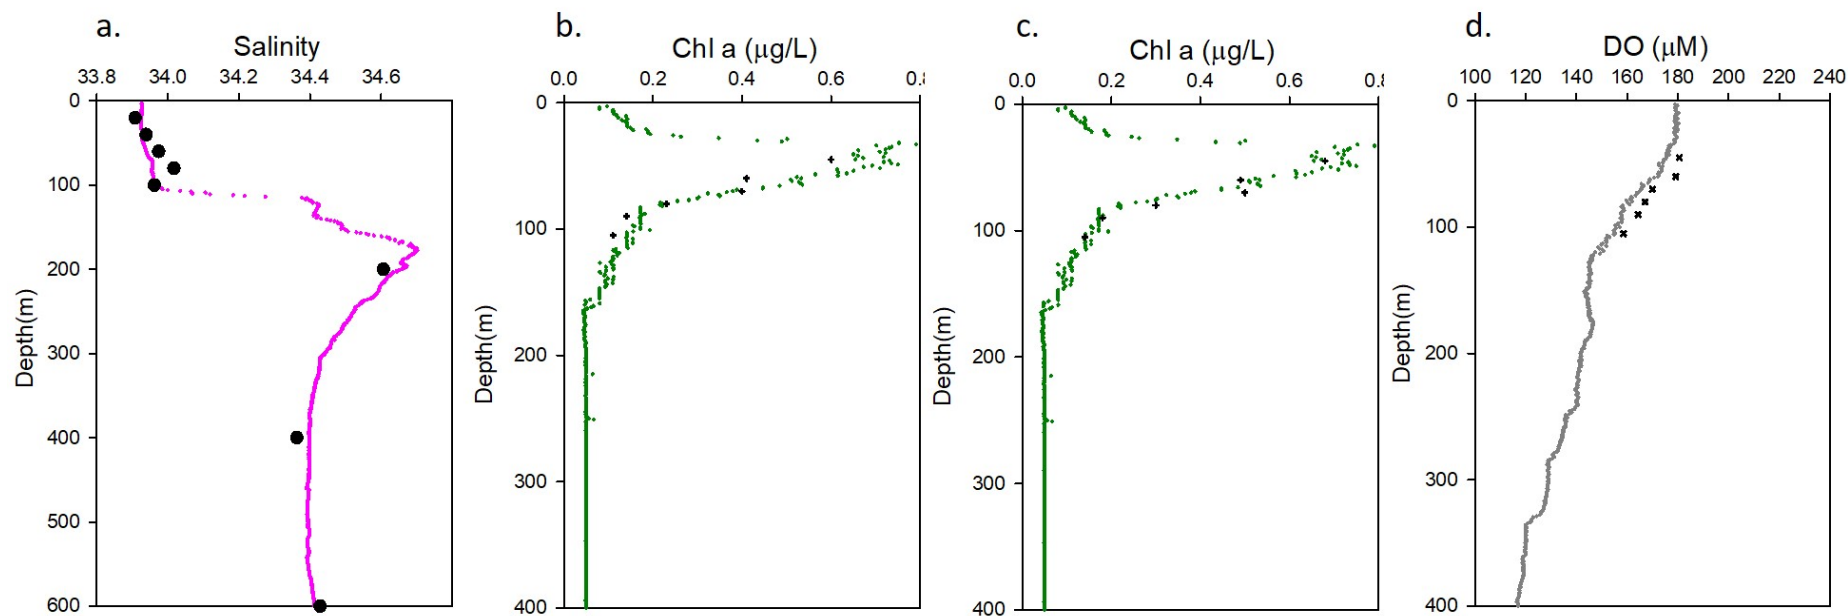 a.
Salinity
33.8 34.0 34.2 34.4 34.6
0
100
200
300
400
500
600
Depth(m)
b.
Chl a (μg/L)
0.0 0.2 0.4 0.6
0
100
200
300
400
Depth(m)
c.
Chl a (μg/L)
0.0 0.2 0.4 0.6
0
100
200
300
400
Depth(m)
d.
DO (μM)
100 120 140 160 180 200 220 240
0
100
200
300
400
Depth(m)